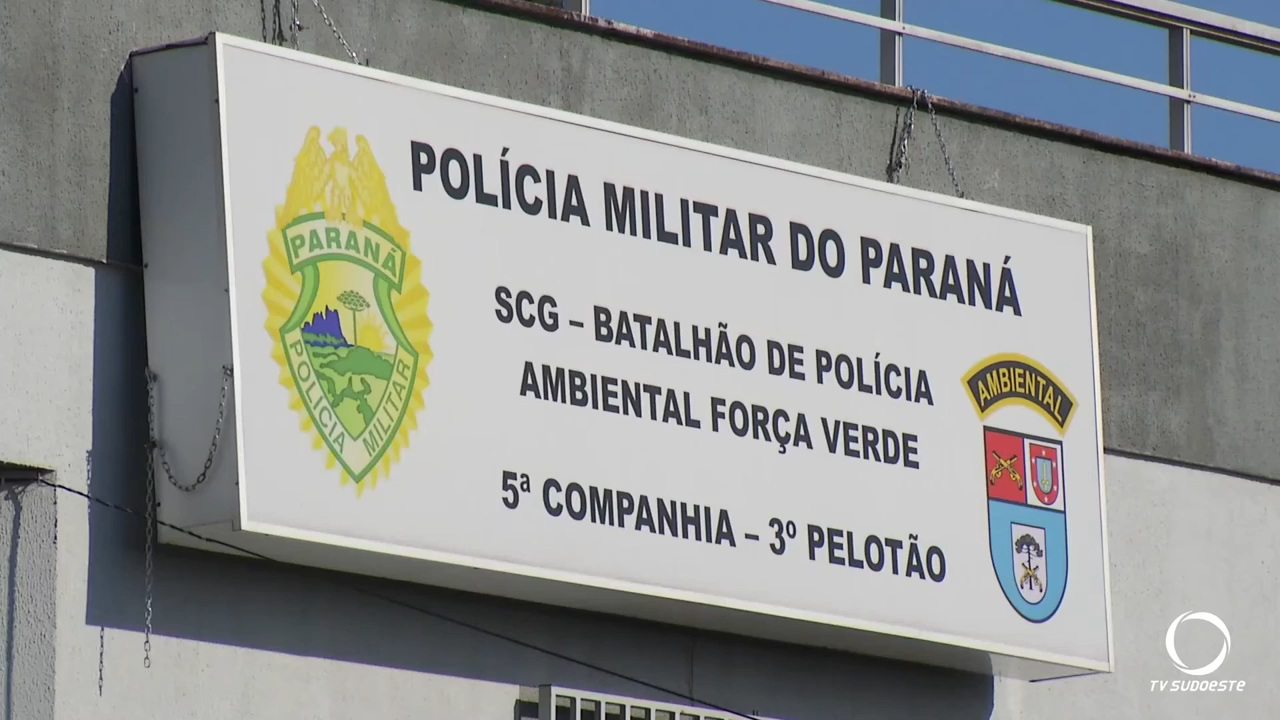 POLÍCIA MILITAR DO PARANÁ
PARANÁ
POLÍCIA MILITAR
SCG – BATALHÃO DE POLÍCIA
AMBIENTAL FORÇA VERDE
5ª COMPANHIA – 3º PELOTÃO
AMBIENTAL
TV SUDOESTE